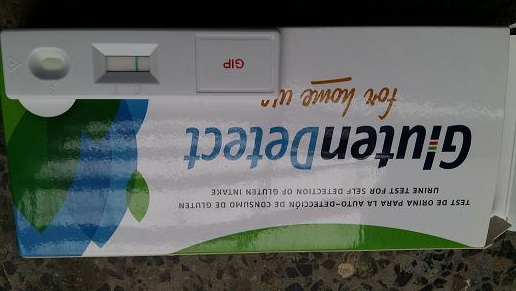 TEST DE ORINA PARA LA AUTO-DETECCIÓN DE CONSUMO DE GLUTEN
URINE TEST FOR SELF DETECTION OF GLUTEN INTAKE
GlutenDetect
for home
GIP